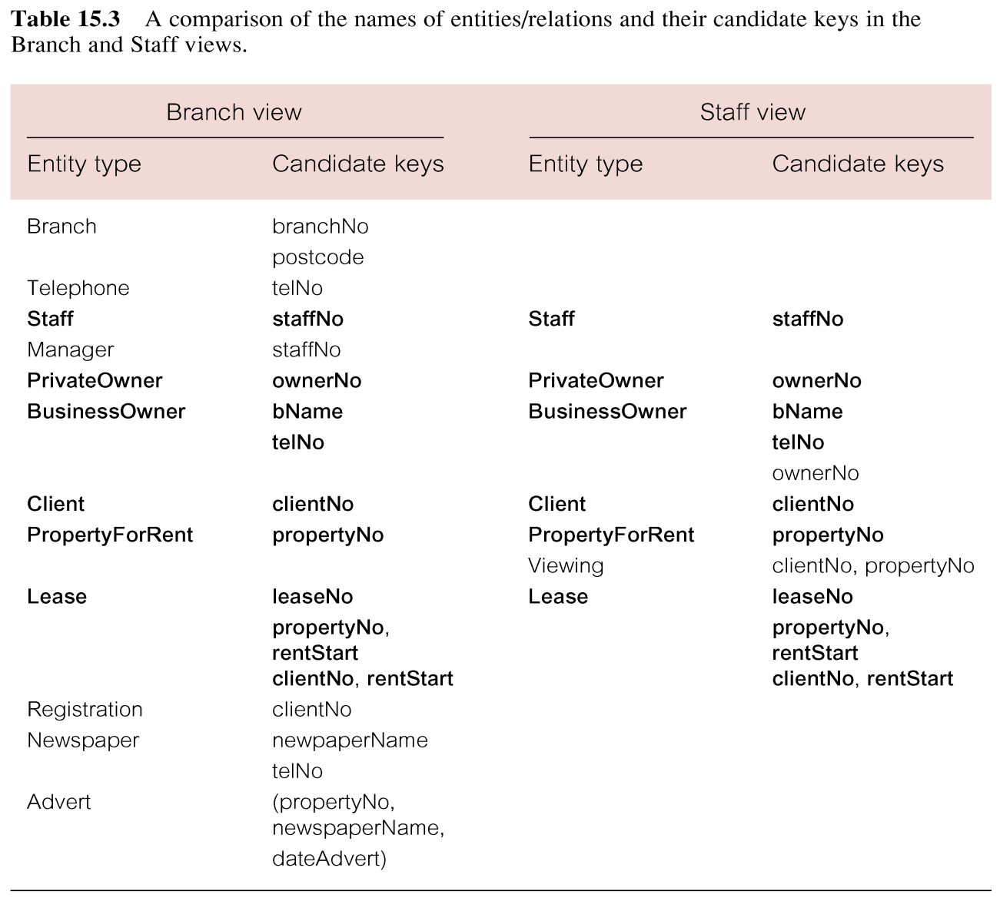 Table 15.3 A comparison of the names of entities/relations and their candidate keys in the
Branch and Staff views.
Branch view Staff view
Entity type Candidate keys Entity type Candidate keys
Branch branchNo
postcode
Telephone telNo
Staff staffNo Staff staffNo
Manager staffNo
PrivateOwner ownerNo PrivateOwner ownerNo
BusinessOwner bName BusinessOwner bName
telNo telNo
ownerNo
Client clientNo Client clientNo
PropertyForRent propertyNo PropertyForRent propertyNo
Viewing clientNo, propertyNo
Lease leaseNo Lease leaseNo
propertyNo, propertyNo,
rentStart rentStart
clientNo, rentStart clientNo, rentStart
Registration clientNo
Newspaper newpaperName
telNo
Advert (propertyNo,
newspaperName,
dateAdvert)